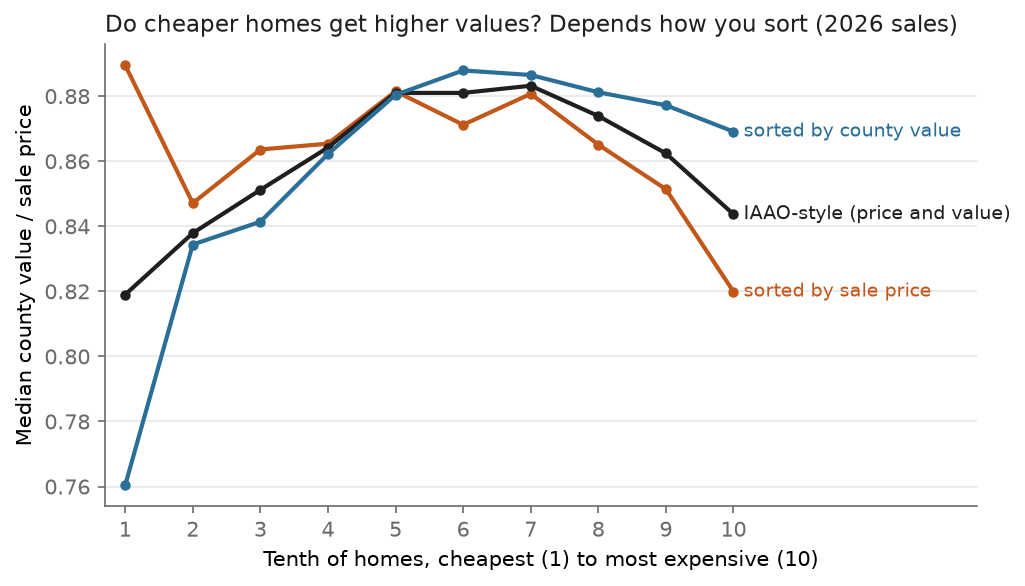 Do cheaper homes get higher values? Depends how you sort (2026 sales)
Median county value / sale price
0.88
0.86
0.84
0.82
0.80
0.78
0.76
sorted by county value
IAAO-style (price and value)
sorted by sale price
1 2 3 4 5 6 7 8 9 10
Tenth of homes, cheapest (1) to most expensive (10)